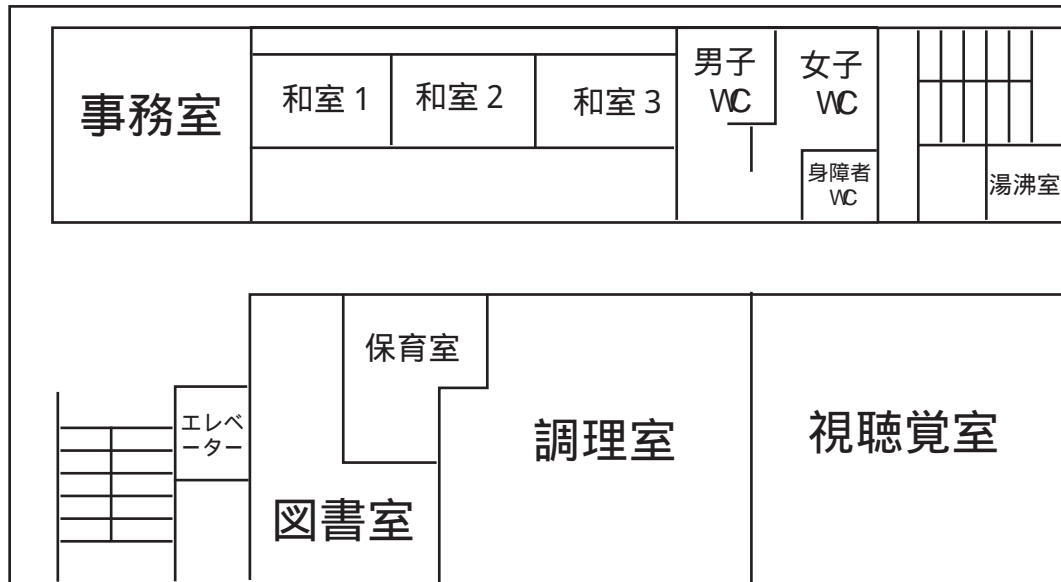 事務室
和室1
和室2
和室3
男子
WC
女子
WC
身障者
WC
湯沸室
保育室
エレベ
ーター
調理室
視聴覚室
図書室